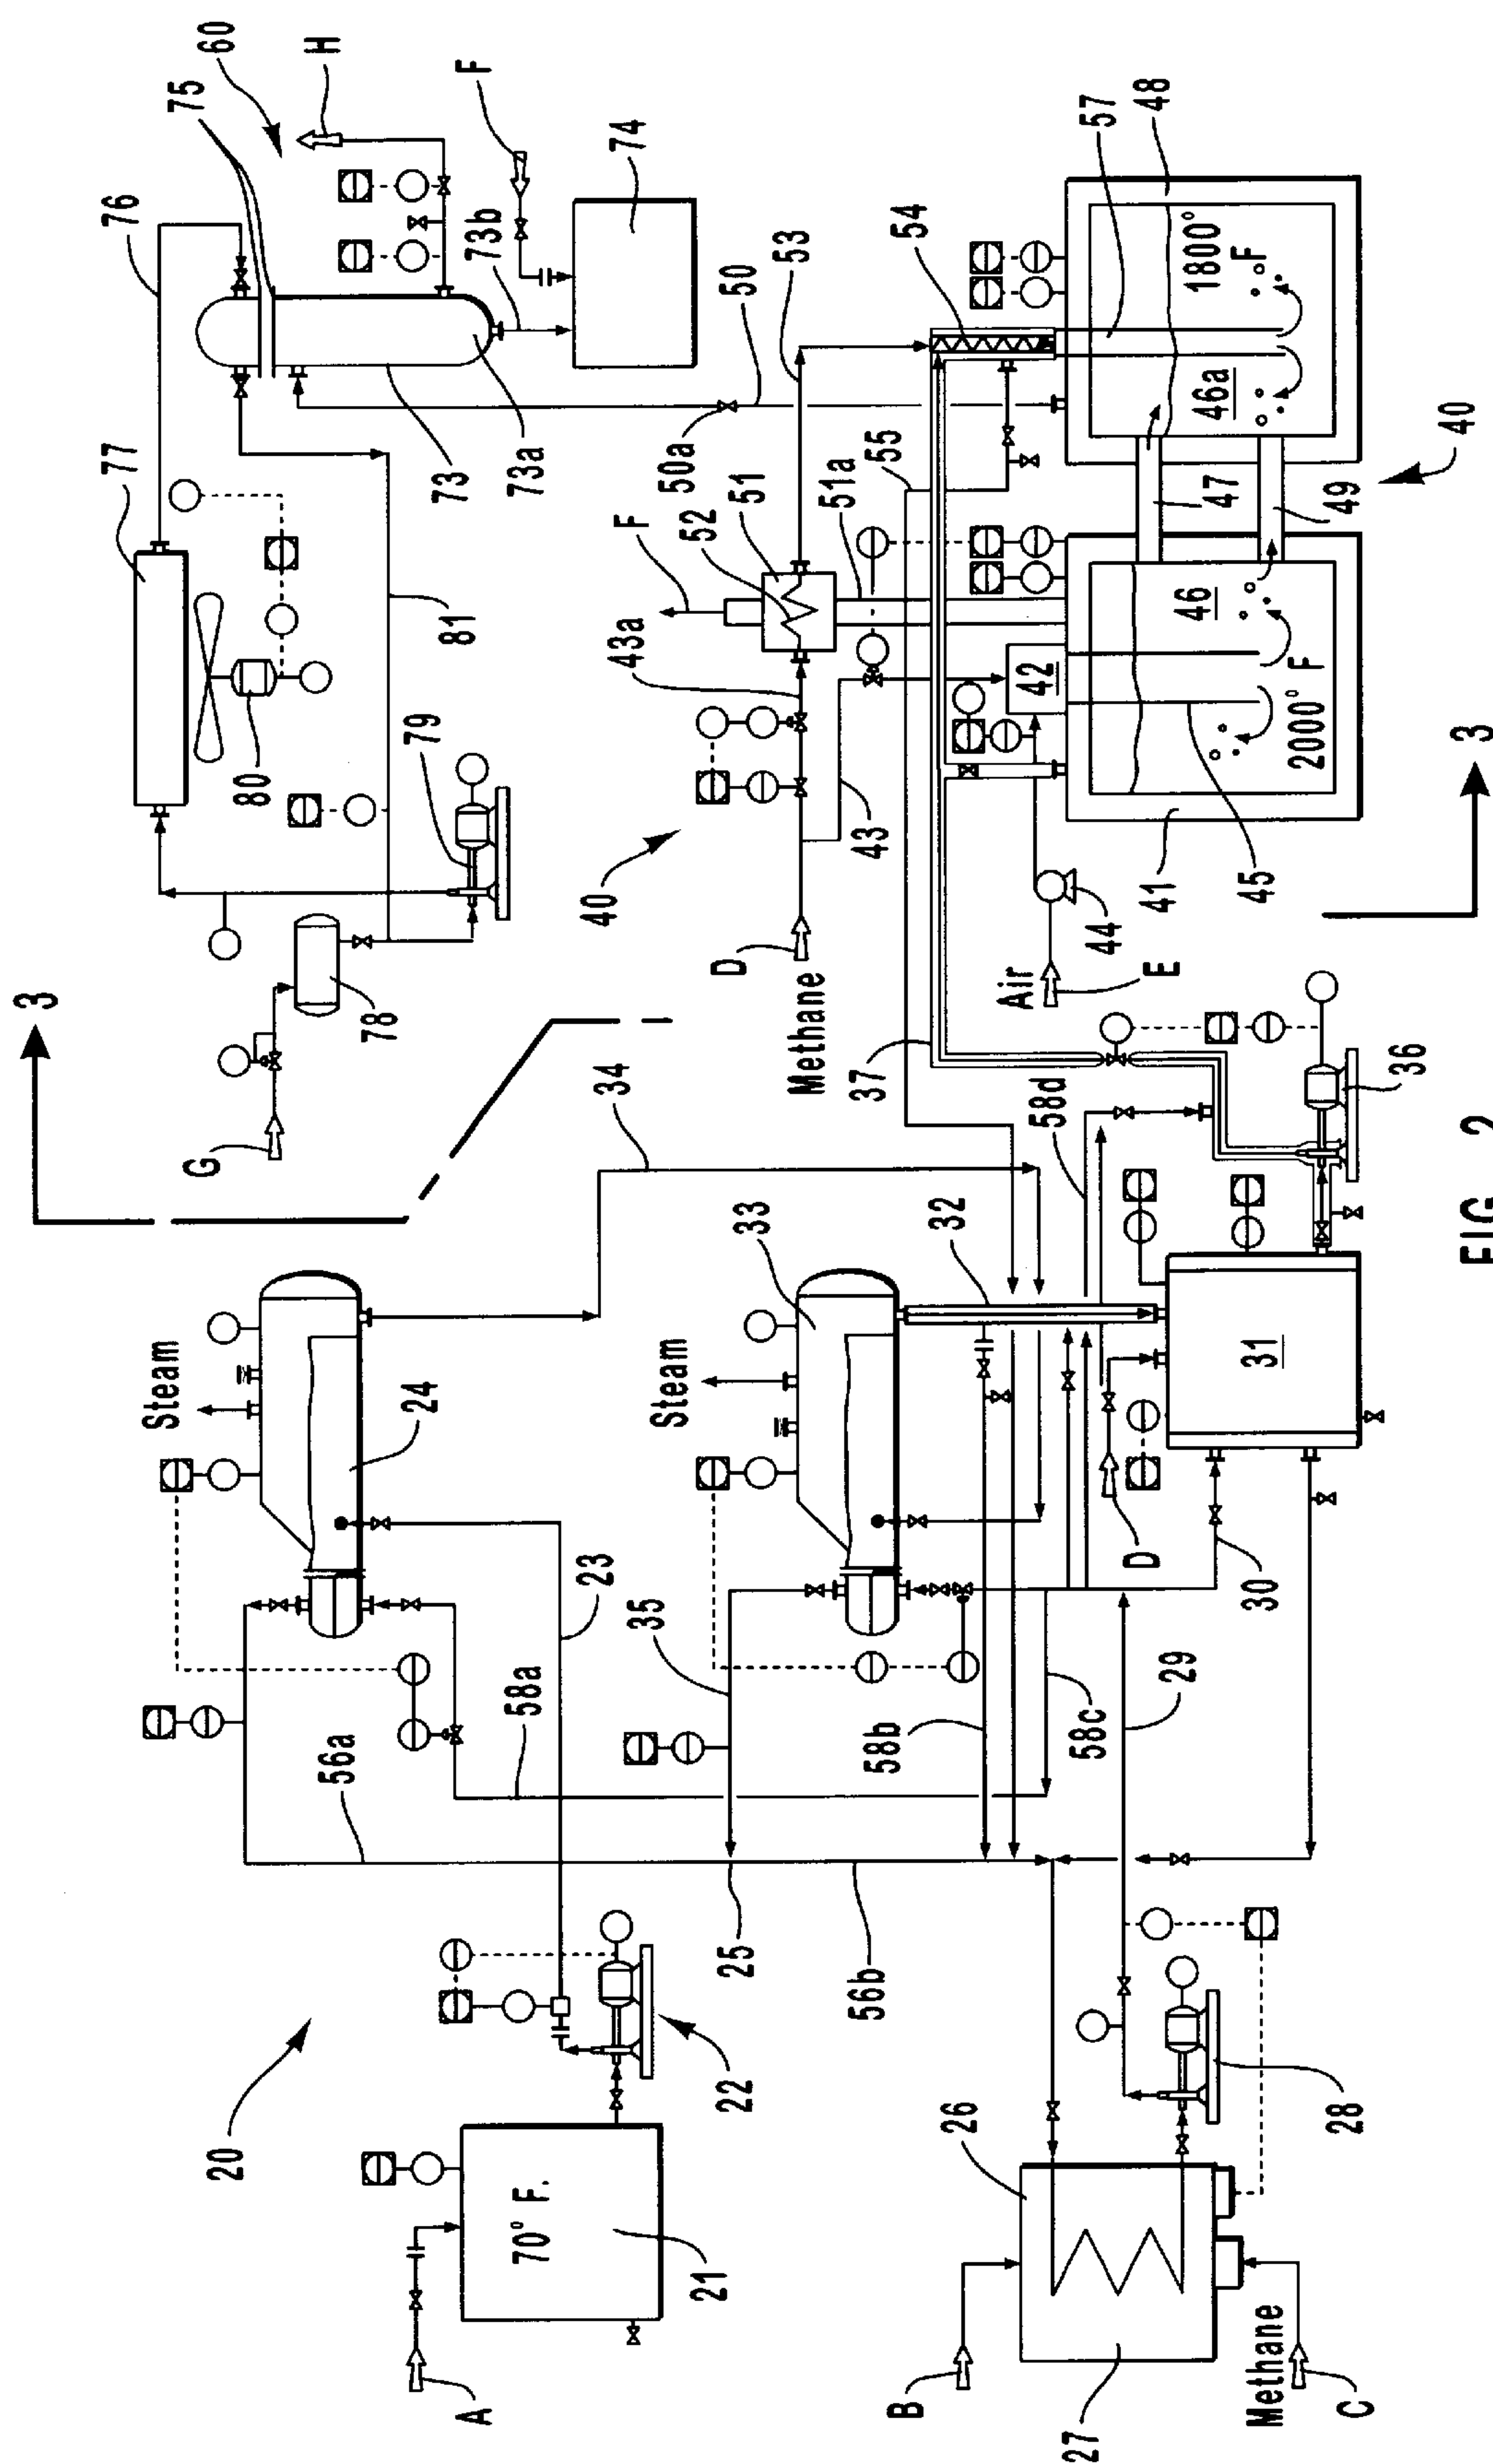 3
G
78
79
80
77
76
81
73
73a
75
60
H
F
73b
74
50
50a
53
54
57
48
1800°
F
46a
47
49
40
F
55
51
52
51a
43a
43
40
D
Methane
42
46
2000° F
41
45
44
Air
E
3
37
34
58d
36
FIG. 2
Steam
24
23
33
Steam
32
31
D
30
35
58a
56a
58b
58c
29
25
56b
20
22
70° F.
21
A
26
28
B
27
Methane
C